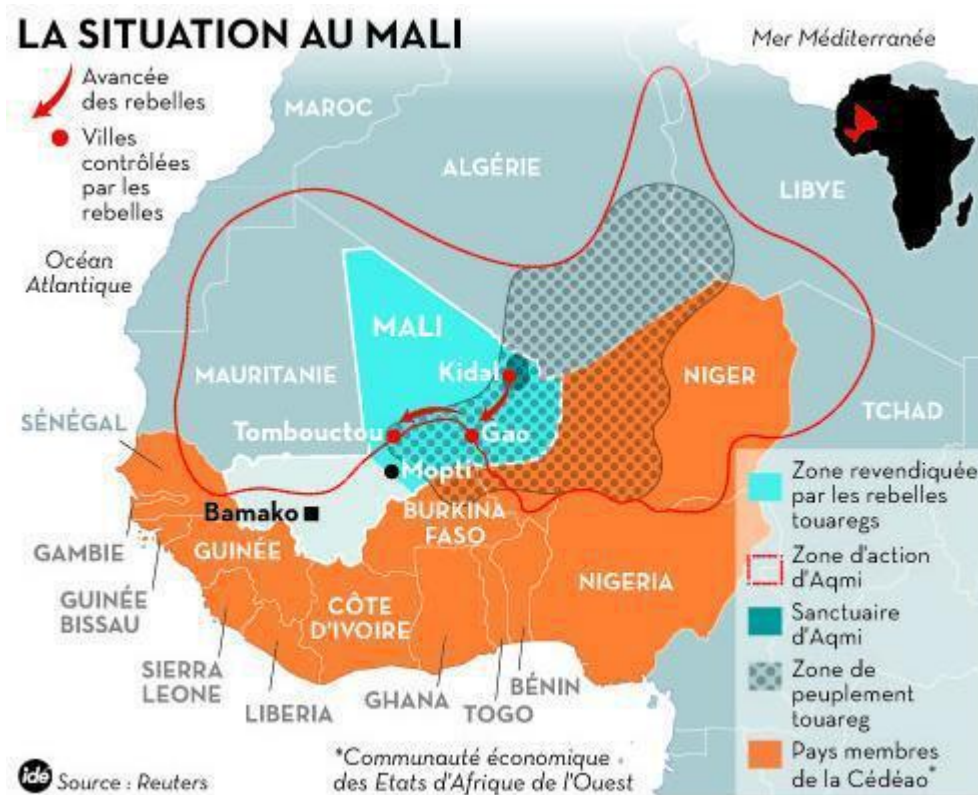 LA SITUATION AU MALI
Avancée
des rebelles
Villes
contrôlées
par les
rebelles
Mer Méditerranée
MAROC
ALGÉRIE
LIBYE
Océan
Atlantique
MALI
MAURITANIE
Kidal
NIGER
TCHAD
SÉNÉGAL
Tombouctou
Gao
Mopti
Bamako
BURKINA
FASO
GAMBIE
GUINÉE
GUINÉE
BISSAU
CÔTE
D'IVOIRE
NIGERIA
SIERRA
LEONE
LIBERIA
GHANA
TOGO
BÉNIN
Zone revendiquée
par les rebelles
touaregs
Zone d'action
d'Aqmi
Sanctuaire
d'Aqmi
Zone de
peuplement
touareg
Pays membres
de la Cédéao*
*Communauté économique
des Etats d'Afrique de l'Ouest
idé Source : Reuters